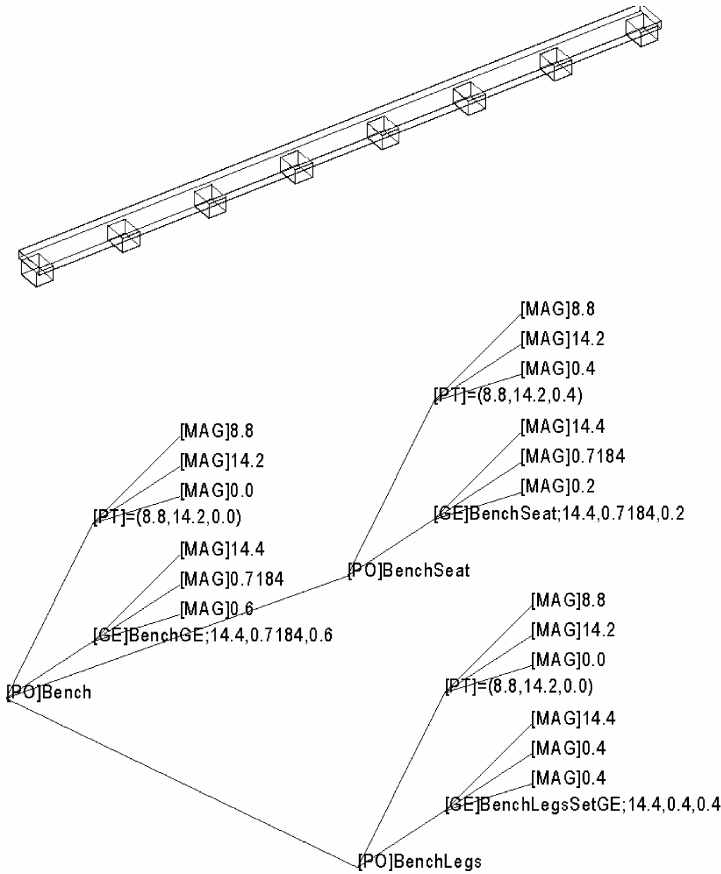 [MAG]8.8
[MAG]14.2
[MAG]0.4
[PT]=(8.8,14.2,0.4)
[MAG]14.4
[MAG]0.7184
[MAG]0.2
[GE]BenchSeat;14.4,0.7184,0.2
[PO]BenchSeat
[MAG]8.8
[MAG]14.2
[MAG]0.0
[PT]=(8.8,14.2,0.0)
[MAG]14.4
[MAG]0.7184
[MAG]0.6
[GE]BenchGE;14.4,0.7184,0.6
[PO]Bench
[MAG]8.8
[MAG]14.2
[MAG]0.0
[PT]=(8.8,14.2,0.0)
[MAG]14.4
[MAG]0.4
[MAG]0.4
[GE]BenchLegsSetGE;14.4,0.4,0.4
[PO]BenchLegs